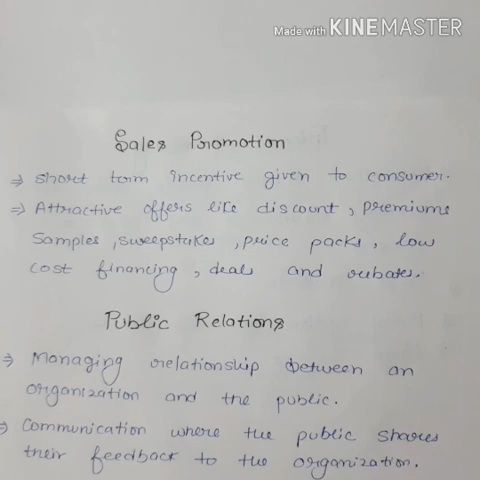 Made with KINEMASTER
Sales Promotion
⇒ Short term incentive given to consumer.
⇒ Attractive offers like discount, premiums
Samples, sweepstakes, price packs, low
cost financing, deals and rebates.
Public Relations
⇒ Managing relationship between an
organization and the public.
⇒ Communication where the public shares
their feedback to the organization.